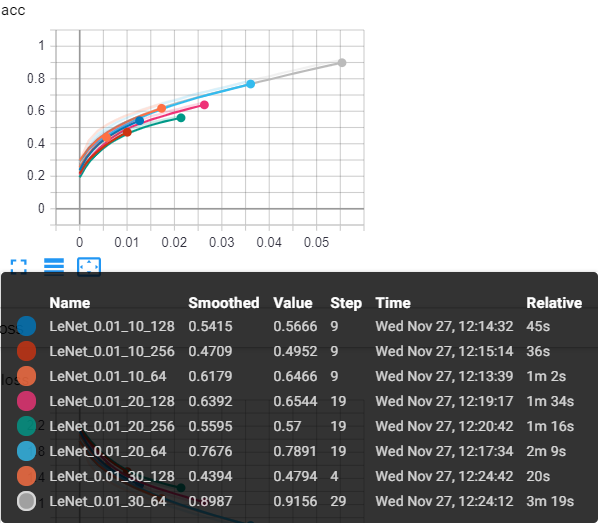 acc
1
0.8
0.6
0.4
0.2
0
0 0.01 0.02 0.03 0.04 0.05
Name Smoothed Value Step Time Relative
LeNet_0.01_10_128 0.5415 0.5666 9 Wed Nov 27, 12:14:32 45s
LeNet_0.01_10_256 0.4709 0.4952 9 Wed Nov 27, 12:15:14 36s
LeNet_0.01_10_64 0.6179 0.6466 9 Wed Nov 27, 12:13:39 1m 2s
LeNet_0.01_20_128 0.6392 0.6544 19 Wed Nov 27, 12:19:17 1m 34s
LeNet_0.01_20_256 0.5595 0.57 19 Wed Nov 27, 12:20:42 1m 16s
LeNet_0.01_20_64 0.7676 0.7891 19 Wed Nov 27, 12:17:34 2m 9s
LeNet_0.01_30_128 0.4394 0.4794 4 Wed Nov 27, 12:24:42 20s
LeNet_0.01_30_64 0.8987 0.9156 29 Wed Nov 27, 12:24:12 3m 19s